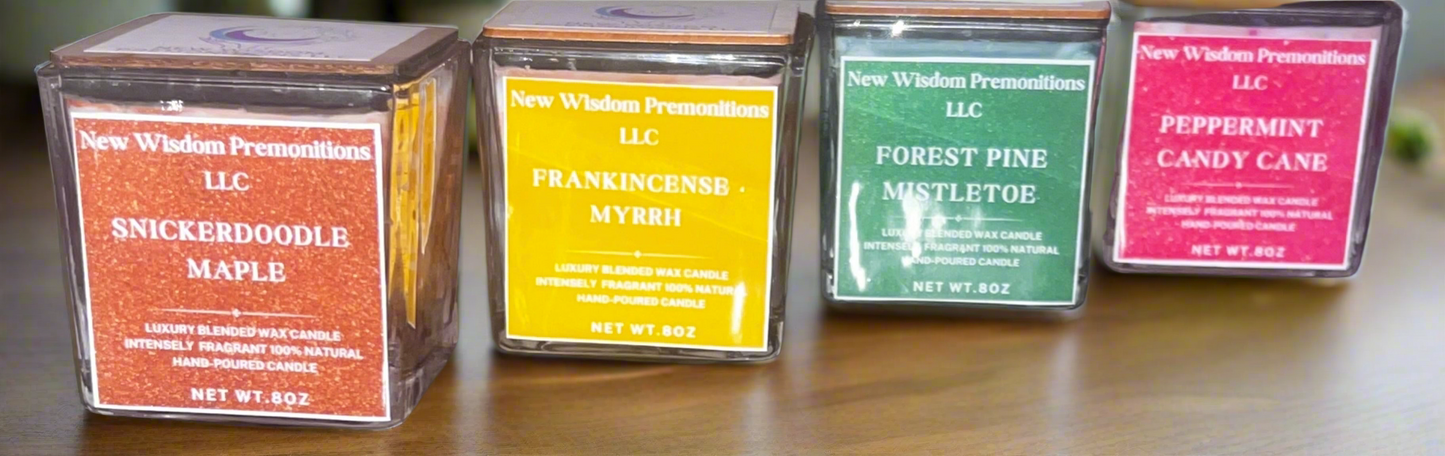 New Wisdom Premonitions
LLC
SNICKERDOODLE
MAPLE
LUXURY BLENDED WAX CANDLE
INTENSELY FRAGRANT 100% NATURAL
HAND-POURED CANDLE
NET WT.8OZ
New Wisdom Premonitions
LLC
FRANKINCENSE
MYRRH
LUXURY BLENDED WAX CANDLE
INTENSELY FRAGRANT 100% NATURAL
HAND-POURED CANDLE
NET WT.8OZ
New Wisdom Premonitions
LLC
FOREST PINE
MISTLETOE
LUXURY BLENDED WAX CANDLE
INTENSELY FRAGRANT 100% NATURAL
HAND-POURED CANDLE
NET WT.8OZ
New Wisdom Premonitions
LLC
PEPPERMINT
CANDY CANE
LUXURY BLENDED WAX CANDLE
INTENSELY FRAGRANT 100% NATURAL
HAND-POURED CANDLE
NET WT.8OZ